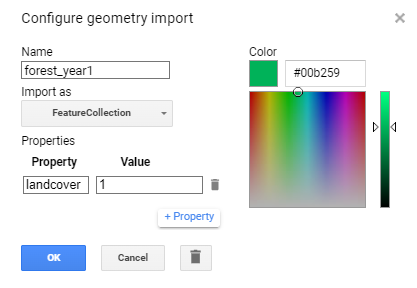 Configure geometry import ×
Name
forest_year1
Import as
FeatureCollection
Properties
Property Value
landcover 1
+ Property
OK Cancel
Color
#00b259